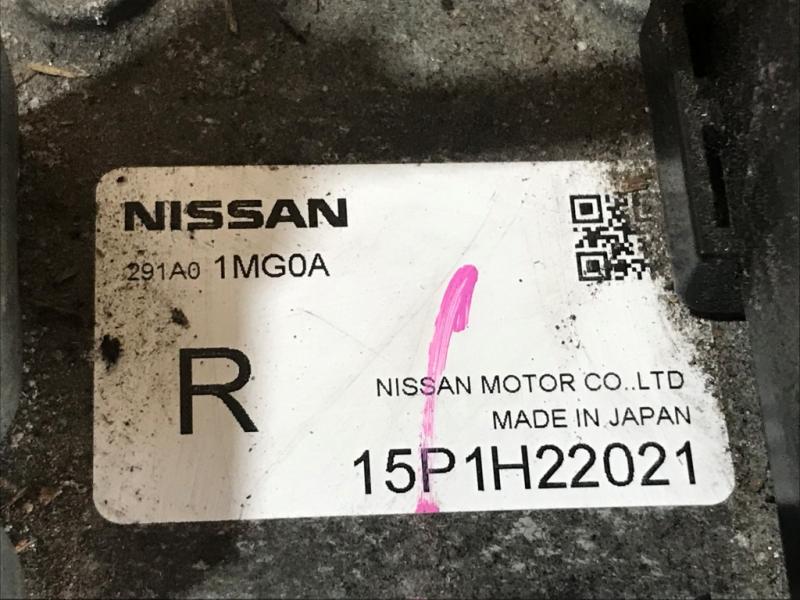 NISSAN
291A0 1MG0A
R
NISSAN MOTOR CO.,LTD
MADE IN JAPAN
15P1H22021